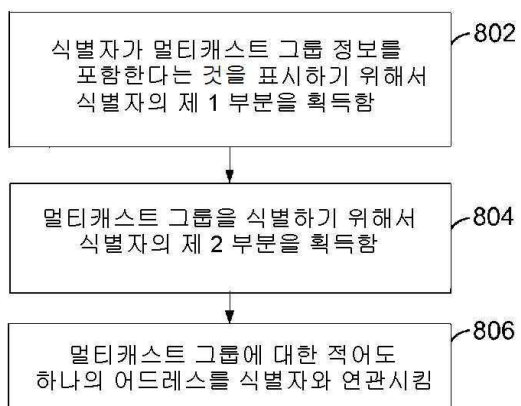 802
식별자가 멀티캐스트 그룹 정보를
포함한다는 것을 표시하기 위해서
식별자의 제 1 부분을 획득함
804
멀티캐스트 그룹을 식별하기 위해서
식별자의 제 2 부분을 획득함
806
멀티캐스트 그룹에 대한 적어도
하나의 어드레스를 식별자와 연관시킴